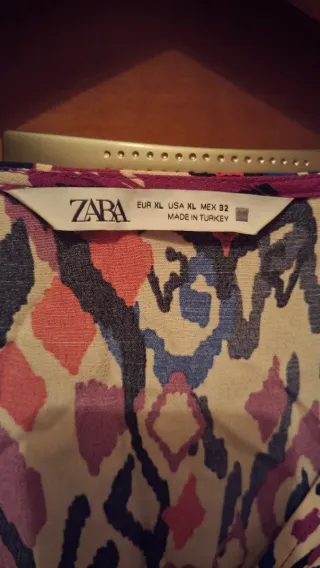 ZARA
EUR XL USA XL MEX 32
MADE IN TURKEY